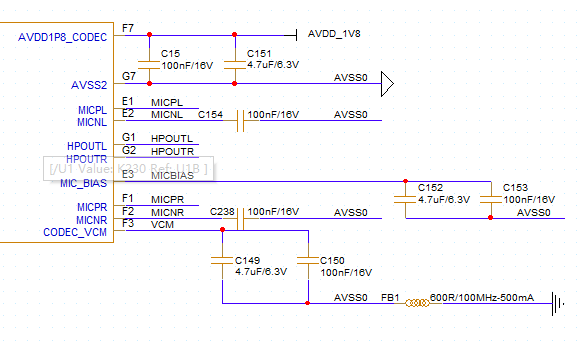 F7 AVDD_1V8
AVDD1P8_CODEC
C15 C151
100nF/16V 4.7uF/6.3V
G7 AVSS0
AVSS2
E1 MICPL
MICPL
E2 MICNL C154 100nF/16V AVSS0
MICNL
G1 HPOUTL
HPOUTL
G2 HPOUTR
HPOUTR
[/U1 Value: K230 Ref: U1B ]
E3 MICBIAS
MIC_BIAS
C152 C153
4.7uF/6.3V 100nF/16V
F1 MICPR
MICPR
F2 MICNR C238 100nF/16V AVSS0 AVSS0
MICNR
F3 VCM
CODEC_VCM
C149 C150
4.7uF/6.3V 100nF/16V
AVSS0 FB1 600R/100MHz-500mA